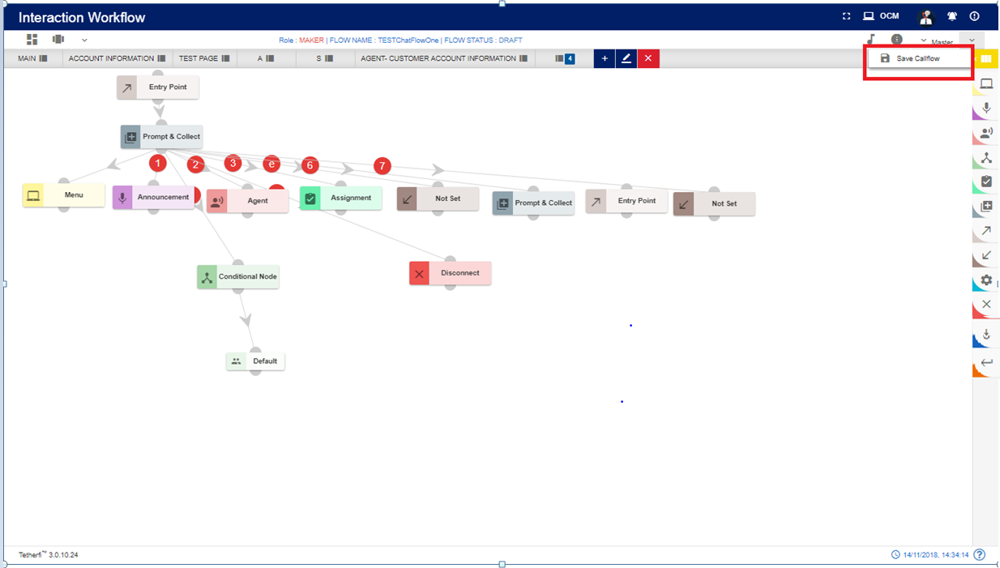 Interaction Workflow
OCM
Role : MAKER | FLOW NAME : TESTChatFlowOne | FLOW STATUS : DRAFT
Master
MAIN
ACCOUNT INFORMATION
TEST PAGE
A
S
AGENT- CUSTOMER ACCOUNT INFORMATION
4
Save Callflow
Entry Point
Prompt & Collect
1
2
3
e
6
7
Menu
Announcement
Agent
Assignment
Not Set
Prompt & Collect
Entry Point
Not Set
Conditional Node
Disconnect
Default
Tetherfi™ 3.0.10.24
14/11/2018, 14:34:14